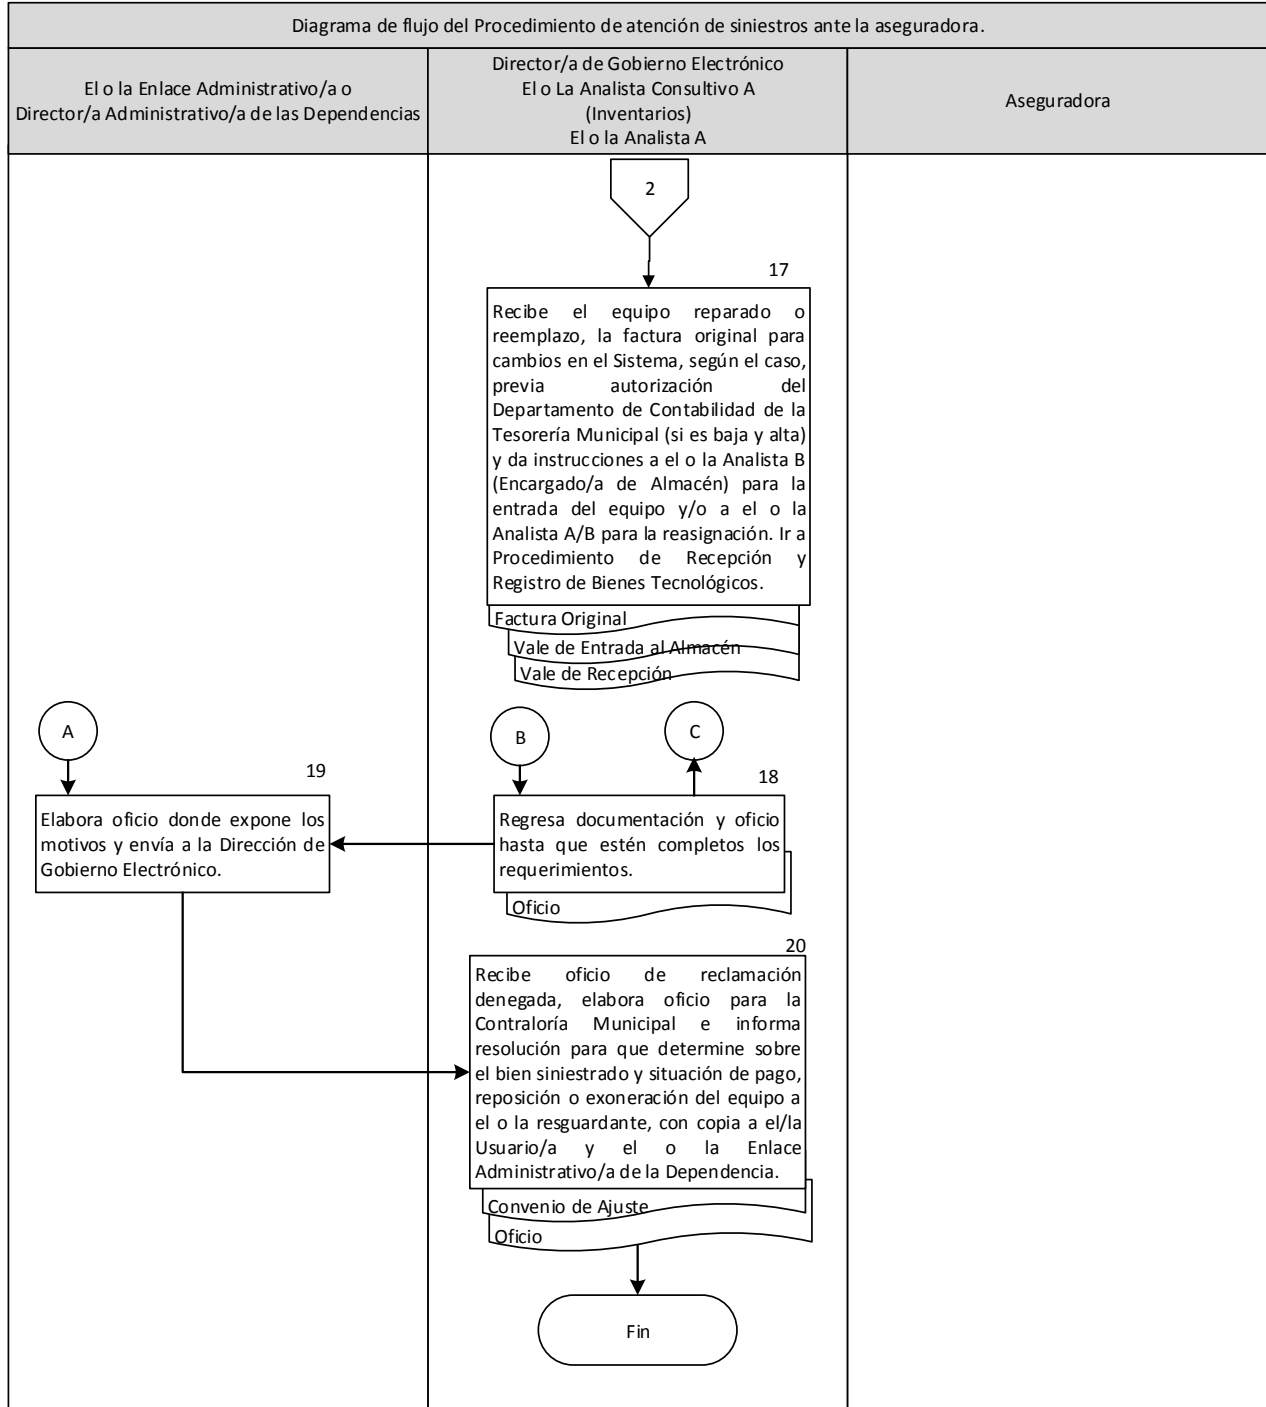 Diagrama de flujo del Procedimiento de atención de siniestros ante la aseguradora.
El o la Enlace Administrativo/a o
Director/a Administrativo/a de las Dependencias
Director/a de Gobierno Electrónico
El o La Analista Consultivo A
(Inventarios)
El o la Analista A
Aseguradora
2
17
Recibe el equipo reparado o
reemplazo, la factura original para
cambios en el Sistema, según el caso,
previa autorización del
Departamento de Contabilidad de la
Tesorería Municipal (si es baja y alta)
y da instrucciones a el o la Analista B
(Encargado/a de Almacén) para la
entrada del equipo y/o a el o la
Analista A/B para la reasignación. Ir a
Procedimiento de Recepción y
Registro de Bienes Tecnológicos.
Factura Original
Vale de Entrada al Almacén
Vale de Recepción
A
B
C
19
Elabora oficio donde expone los
motivos y envía a la Dirección de
Gobierno Electrónico.
18
Regresa documentación y oficio
hasta que estén completos los
requerimientos.
Oficio
20
Recibe oficio de reclamación
denegada, elabora oficio para la
Contraloría Municipal e informa
resolución para que determine sobre
el bien siniestrado y situación de pago,
reposición o exoneración del equipo a
el o la resguardante, con copia a el/la
Usuario/a y el o la Enlace
Administrativo/a de la Dependencia.
Convenio de Ajuste
Oficio
Fin